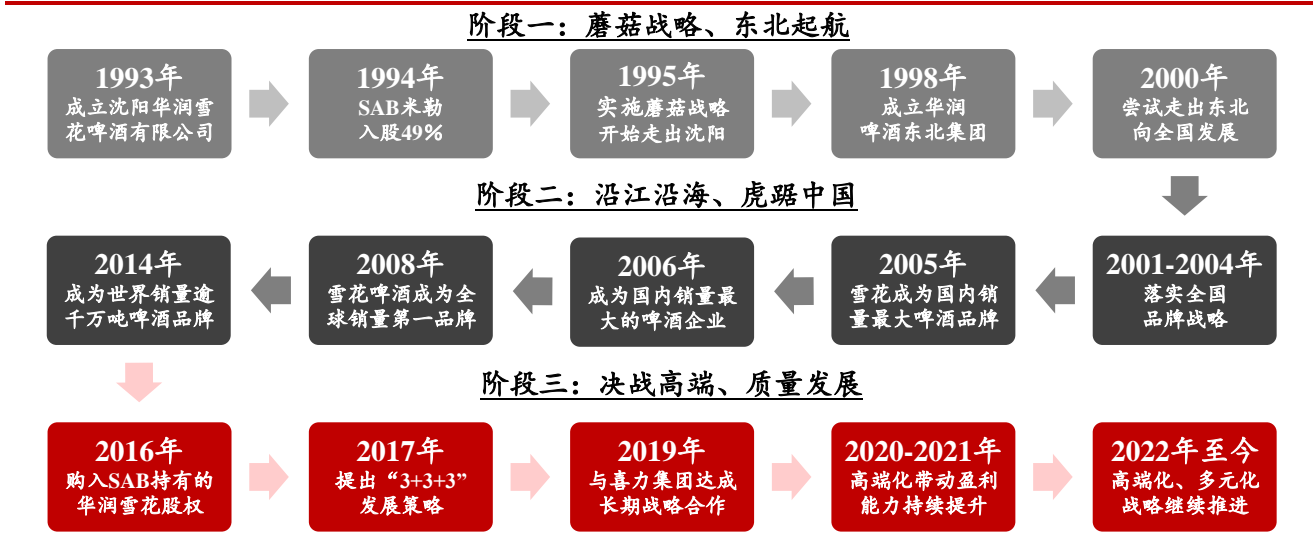 阶段一：蘑菇战略、东北起航
1993年
成立沈阳华润雪
花啤酒有限公司
1994年
SAB米勒
入股49%
1995年
实施蘑菇战略
开始走出沈阳
1998年
成立华润
啤酒东北集团
2000年
尝试走出东北
向全国发展
阶段二：沿江沿海、虎踞中国
2001-2004年
落实全国
品牌战略
2005年
雪花成为国内销
量最大啤酒品牌
2006年
成为国内销量最
大的啤酒企业
2008年
雪花啤酒成为全
球销量第一品牌
2014年
成为世界销量逾
千万吨啤酒品牌
阶段三：决战高端、质量发展
2016年
购入SAB持有的
华润雪花股权
2017年
提出“3+3+3”
发展策略
2019年
与喜力集团达成
长期战略合作
2020-2021年
高端化带动盈利
能力持续提升
2022年至今
高端化、多元化
战略继续推进